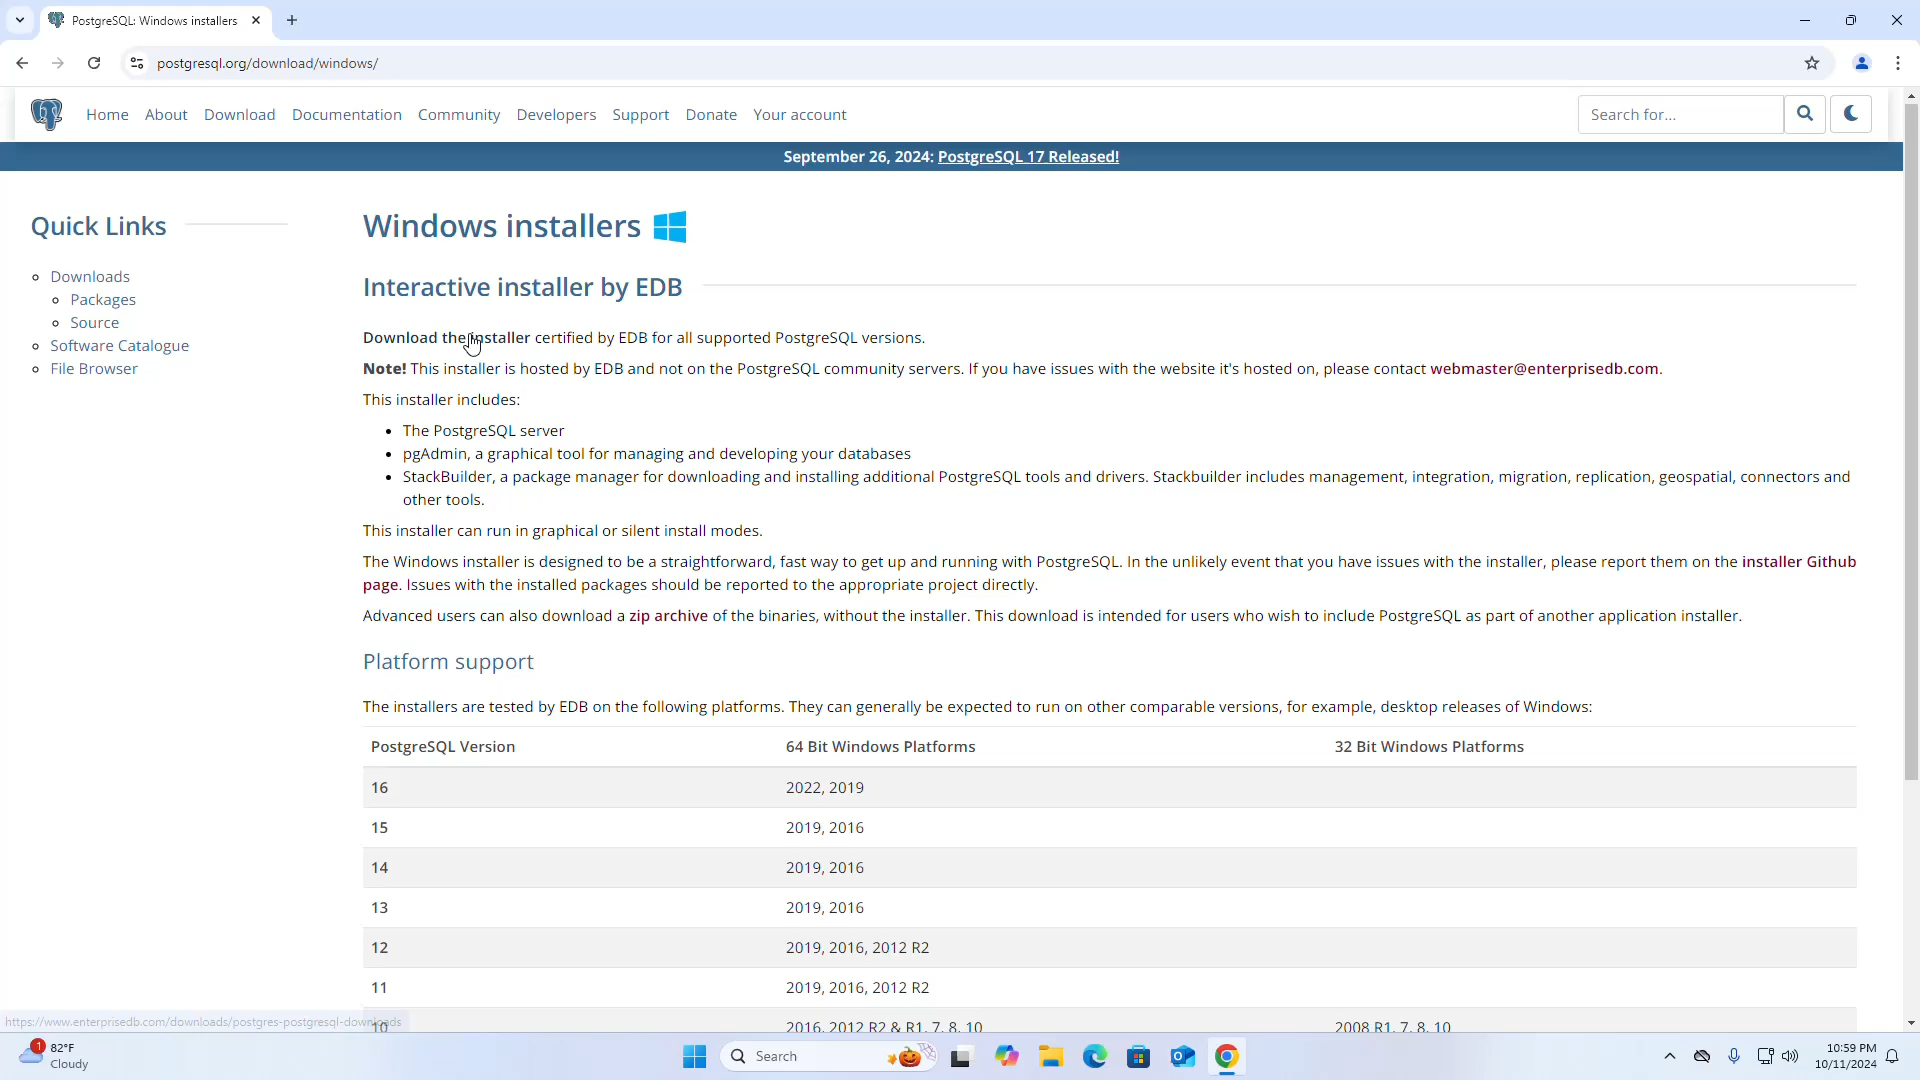 PostgreSQL: Windows installers
postgresql.org/download/windows/
Home About Download Documentation Community Developers Support Donate Your account Search for...
September 26, 2024: PostgreSQL 17 Released!
Quick Links
Downloads
Packages
Source
Software Catalogue
File Browser
Windows installers
Interactive installer by EDB
Download the installer certified by EDB for all supported PostgreSQL versions.
Note! This installer is hosted by EDB and not on the PostgreSQL community servers. If you have issues with the website it's hosted on, please contact webmaster@enterprisedb.com.
This installer includes:
The PostgreSQL server
pgAdmin, a graphical tool for managing and developing your databases
StackBuilder, a package manager for downloading and installing additional PostgreSQL tools and drivers. Stackbuilder includes management, integration, migration, replication, geospatial, connectors and
other tools.
This installer can run in graphical or silent install modes.
The Windows installer is designed to be a straightforward, fast way to get up and running with PostgreSQL. In the unlikely event that you have issues with the installer, please report them on the installer Github
page. Issues with the installed packages should be reported to the appropriate project directly.
Advanced users can also download a zip archive of the binaries, without the installer. This download is intended for users who wish to include PostgreSQL as part of another application installer.
Platform support
The installers are tested by EDB on the following platforms. They can generally be expected to run on other comparable versions, for example, desktop releases of Windows:
PostgreSQL Version 64 Bit Windows Platforms 32 Bit Windows Platforms
16 2022, 2019
15 2019, 2016
14 2019, 2016
13 2019, 2016
12 2019, 2016, 2012 R2
11 2019, 2016, 2012 R2
10 2016, 2012 R2 & R1, 7, 8, 10 2008 R1, 7, 8, 10
https://www.enterprisedb.com/downloads/postgres-postgresql-downloads
1
82°F
Cloudy
Search
10:59 PM
10/11/2024